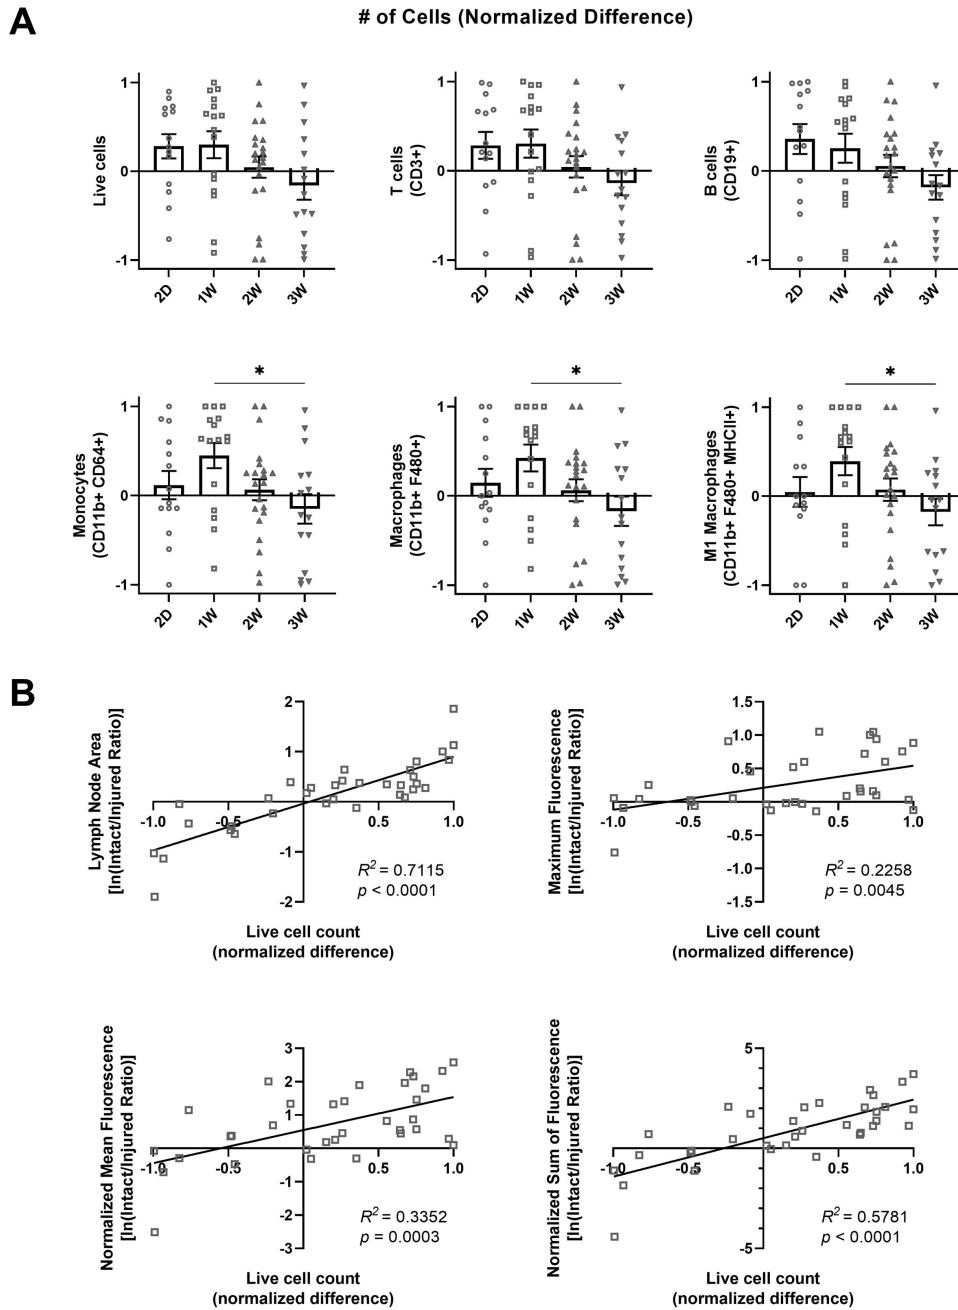 A
# of Cells (Normalized Difference)
Live cells
1
0
-1
2D
1W
2W
3W
T cells
(CD3+)
1
0
-1
2D
1W
2W
3W
B cells
(CD19+)
1
0
-1
2D
1W
2W
3W
Monocytes
(CD11b+ CD64+)
*
1
0
-1
2D
1W
2W
3W
Macrophages
(CD11b+ F480+)
*
1
0
-1
2D
1W
2W
3W
M1 Macrophages
(CD11b+ F480+ MHCII+)
*
1
0
-1
2D
1W
2W
3W
B
Lymph Node Area
[ln(Intact/Injured Ratio)]
2
1
-1
-2
-1.0
-0.5
0.5
1.0
R² = 0.7115
p < 0.0001
Live cell count
(normalized difference)
Maximum Fluorescence
[ln(Intact/Injured Ratio)]
1.5
1.0
0.5
-0.5
-1.0
-1.5
-1.0
-0.5
0.5
1.0
R² = 0.2258
p = 0.0045
Live cell count
(normalized difference)
Normalized Mean Fluorescence
[ln(Intact/Injured Ratio)]
3
2
1
-1
-2
-3
-1.0
-0.5
0.5
1.0
R² = 0.3352
p = 0.0003
Live cell count
(normalized difference)
Normalized Sum of Fluorescence
[ln(Intact/Injured Ratio)]
5
-5
-1.0
-0.5
0.5
1.0
R² = 0.5781
p < 0.0001
Live cell count
(normalized difference)